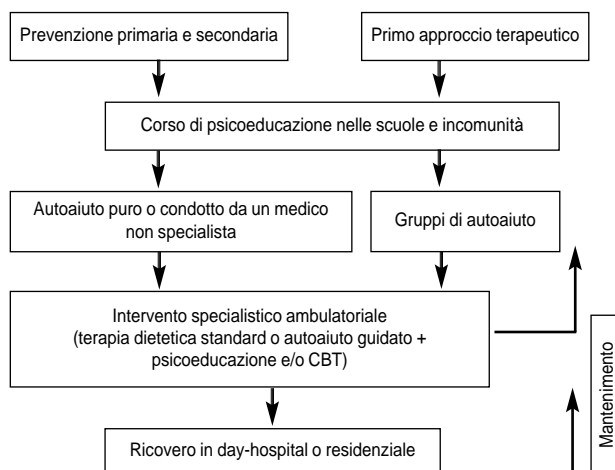 Prevenzione primaria e secondaria
Primo approccio terapeutico
Corso di psicoeducazione nelle scuole e incomunità
Autoaiuto puro o condotto da un medico
non specialista
Gruppi di autoaiuto
Intervento specialistico ambulatoriale
(terapia dietetica standard o autoaiuto guidato +
psicoeducazione e/o CBT)
Mantenimento
Ricovero in day-hospital o residenziale